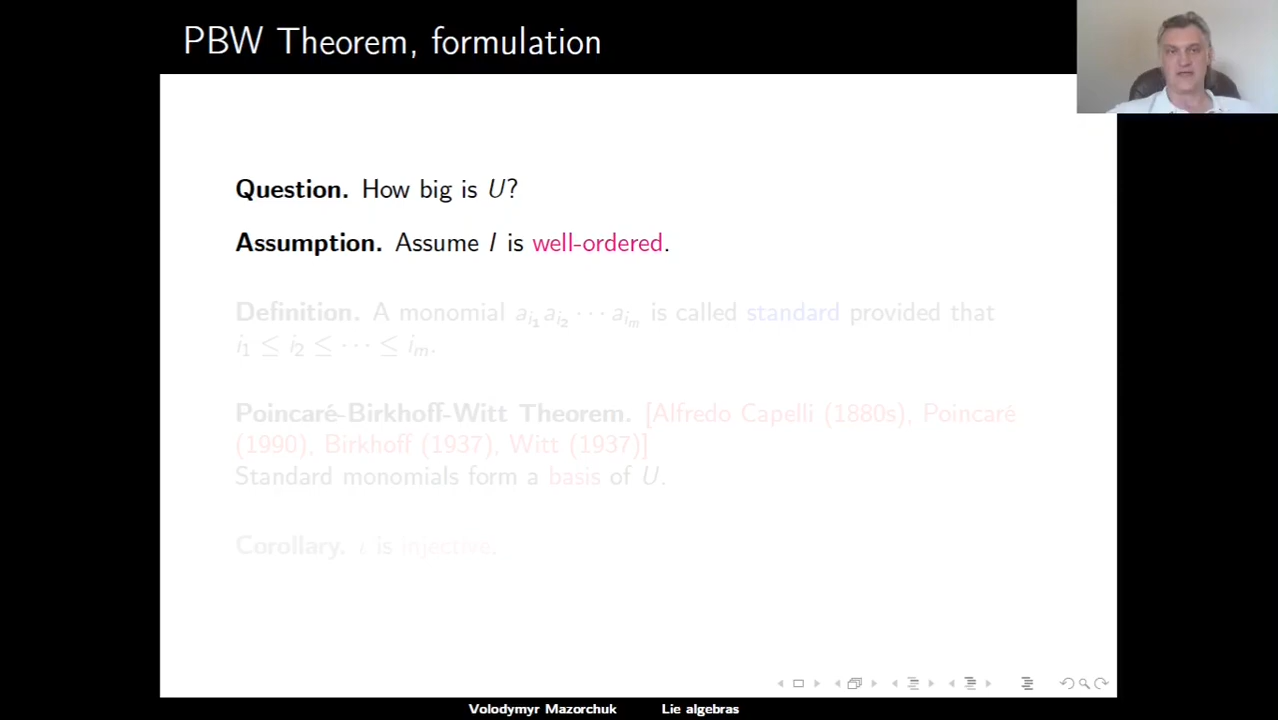 PBW Theorem, formulation
Question. How big is U?
Assumption. Assume I is well-ordered.
Definition. A monomial a_{i_1} a_{i_2} ··· a_{i_m} is called standard provided that
i_1 ≤ i_2 ≤ ··· ≤ i_m.
Poincaré-Birkhoff-Witt Theorem. [Alfredo Capelli (1880s), Poincaré
(1990), Birkhoff (1937), Witt (1937)]
Standard monomials form a basis of U.
Corollary. ι is injective.
Volodymyr Mazorchuk Lie algebras